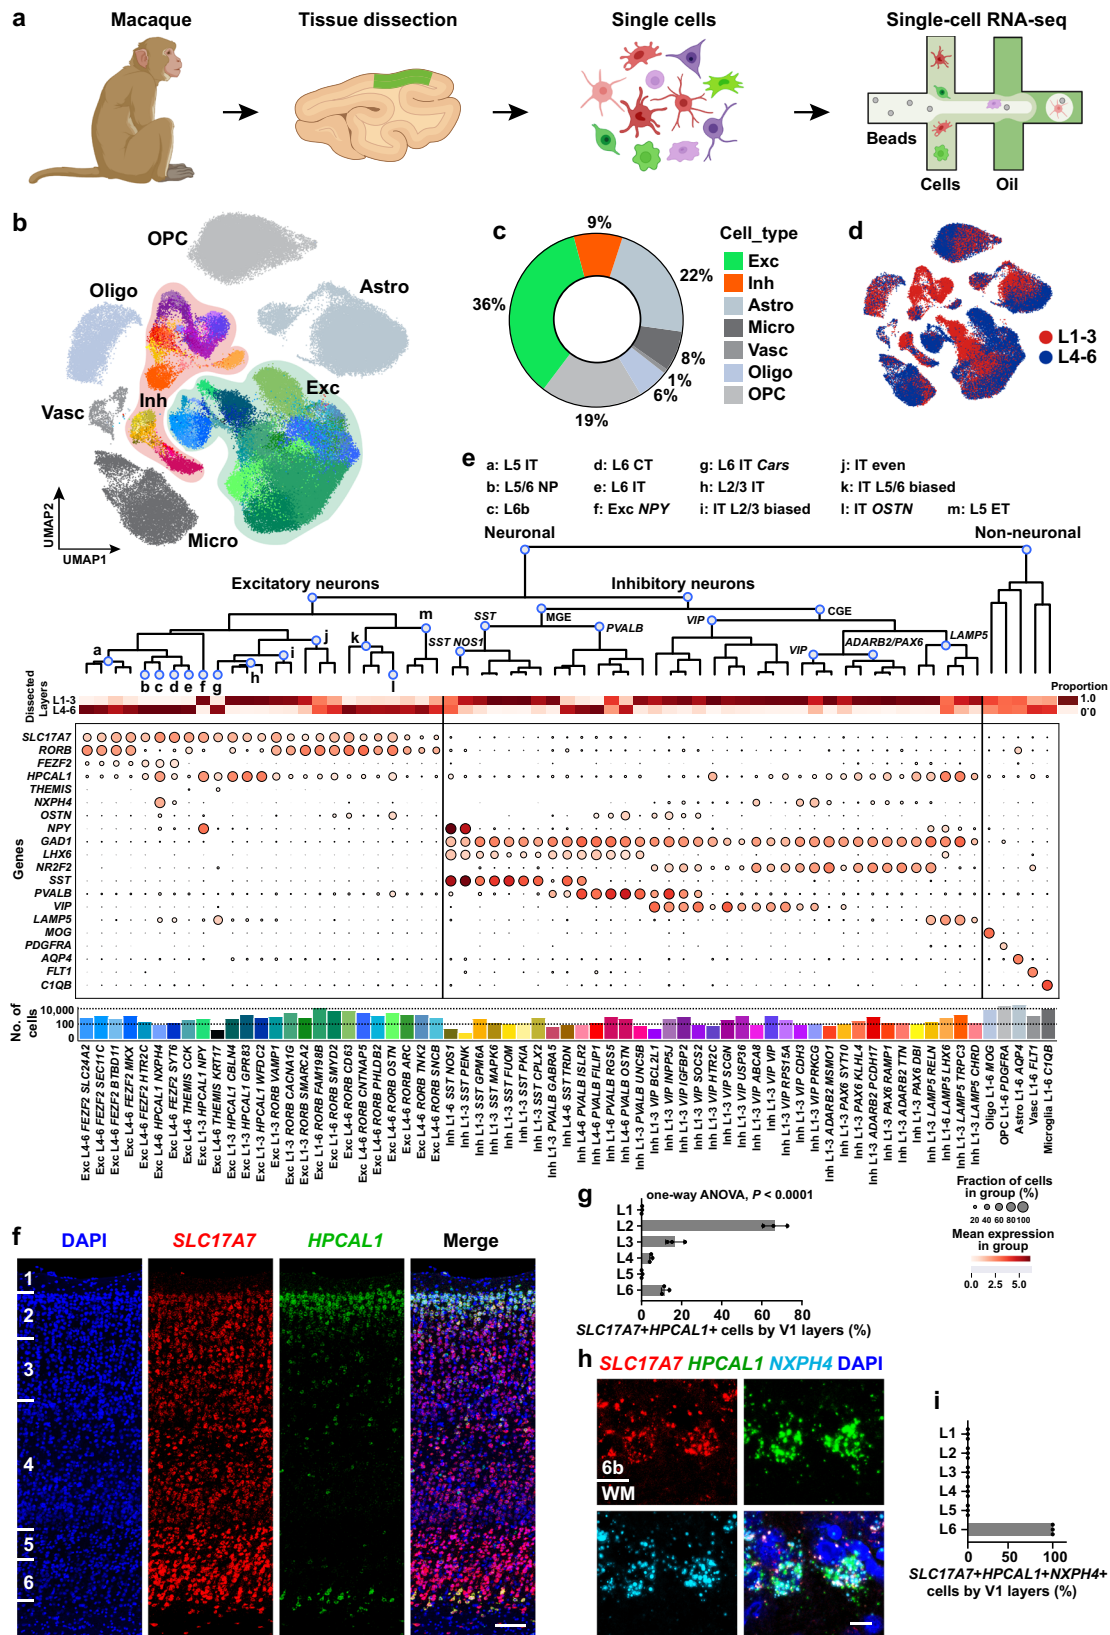 a
Macaque
Tissue dissection
Single cells
Single-cell RNA-seq
Beads
Cells
Oil
b
OPC
Oligo
Astro
Inh
Exc
Vasc
Micro
UMAP2
UMAP1
c
9%
22%
8%
1%
6%
19%
36%
Cell_type
Exc
Inh
Astro
Micro
Vasc
Oligo
OPC
d
L1-3
L4-6
e
a: L5 IT
d: L6 CT
g: L6 IT Cars
j: IT even
b: L5/6 NP
e: L6 IT
h: L2/3 IT
k: IT L5/6 biased
c: L6b
f: Exc NPY
i: IT L2/3 biased
l: IT OSTN
m: L5 ET
Neuronal
Non-neuronal
Excitatory neurons
Inhibitory neurons
MGE
CGE
SST
PVALB
SST NOS1
VIP
VIP
ADARB2/PAX6
LAMP5
a
b
c
d
e
f
g
h
i
j
k
l
m
Dissected
Layers
L1-3
L4-6
Proportion
1.0
0.0
Genes
SLC17A7
RORB
FEZF2
HPCAL1
THEMIS
NXPH4
OSTN
NPY
GAD1
LHX6
NR2F2
SST
PVALB
VIP
LAMP5
MOG
PDGFRA
AQP4
FLT1
C1QB
No. of
cells
10,000
100
Exc L4-6 FEZF2 SLC24A2
Exc L4-6 FEZF2 SEC11C
Exc L4-6 FEZF2 BTBD11
Exc L4-6 FEZF2 MKX
Exc L4-6 FEZF2 HTR2C
Exc L4-6 HPCAL1 NXPH4
Exc L4-6 FEZF2 SYT6
Exc L4-6 THEMIS CCK
Exc L1-3 HPCAL1 NPY
Exc L4-6 THEMIS KRT17
Exc L1-3 HPCAL1 CBLN4
Exc L1-3 HPCAL1 GPR83
Exc L1-3 HPCAL1 WFDC2
Exc L1-3 RORB VAMP1
Exc L1-3 RORB CACNA1G
Exc L1-3 RORB SMARCA2
Exc L1-6 RORB FAM198B
Exc L1-6 RORB SMYD2
Exc L4-6 RORB CD63
Exc L4-6 RORB CNTNAP5
Exc L4-6 RORB PHLDB2
Exc L4-6 RORB OSTN
Exc L4-6 RORB ARC
Exc L4-6 RORB TNK2
Exc L4-6 RORB SNCB
Inh L1-6 SST NOS1
Inh L1-6 SST PENK
Inh L1-3 SST GPM6A
Inh L1-3 SST MAPK6
Inh L1-3 SST FUOM
Inh L1-3 SST PKIA
Inh L1-3 SST CPLX2
Inh L1-3 PVALB GABRA5
Inh L4-6 SST TRDN
Inh L4-6 PVALB ISLR2
Inh L4-6 PVALB FILIP1
Inh L1-6 PVALB RGS5
Inh L4-6 PVALB OSTN
Inh L1-3 PVALB UNC5B
Inh L1-3 VIP BCL2L1
Inh L1-3 VIP INPP5J
Inh L1-3 VIP IGFBP2
Inh L1-3 VIP SOCS2
Inh L1-3 VIP HTR2C
Inh L1-3 VIP SCGN
Inh L1-3 VIP USP36
Inh L1-3 VIP ABCA8
Inh L1-3 VIP VIP
Inh L1-3 VIP RPS15A
Inh L1-3 VIP CDH3
Inh L1-3 VIP PRKCG
Inh L1-3 ADARB2 MSMO1
Inh L1-3 PAX6 SYT10
Inh L1-3 PAX6 KLHL4
Inh L1-3 ADARB2 PCDH17
Inh L1-3 PAX6 RAMP1
Inh L1-3 ADARB2 TTN
Inh L1-3 PAX6 DBI
Inh L1-3 LAMP5 RELN
Inh L1-6 LAMP5 LHX6
Inh L1-3 LAMP5 TRPC3
Inh L1-3 LAMP5 CHRD
Oligo L1-6 MOG
OPC L1-6 PDGFRA
Astro L1-6 AQP4
Vasc L1-6 FLT1
Microglia L1-6 C1QB
Fraction of cells
in group (%)
20 40 60 80 100
Mean expression
in group
0.0 2.5 5.0
f
DAPI
SLC17A7
HPCAL1
Merge
1
2
3
4
5
6
g
one-way ANOVA, P < 0.0001
L1
L2
L3
L4
L5
L6
0 20 40 60 80
SLC17A7+HPCAL1+ cells by V1 layers (%)
h
SLC17A7 HPCAL1 NXPH4 DAPI
6b
WM
i
L1
L2
L3
L4
L5
L6
0 50 100
SLC17A7+HPCAL1+NXPH4+
cells by V1 layers (%)